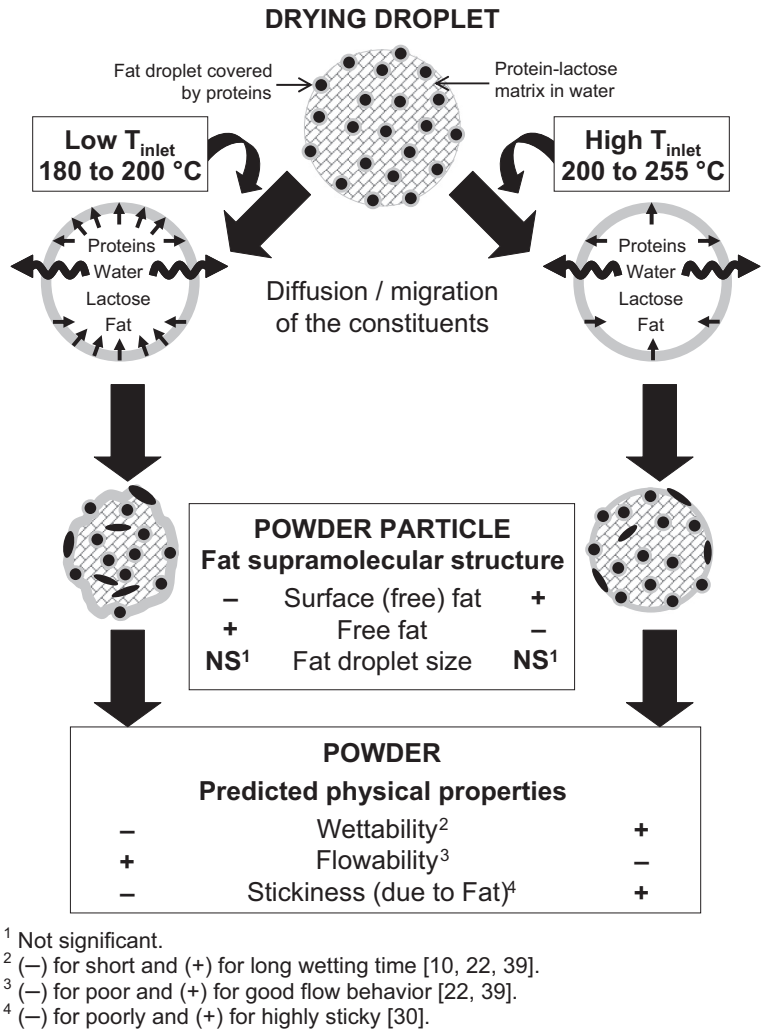 DRYING DROPLET
Fat droplet covered
by proteins
Protein-lactose
matrix in water
Low T inlet
180 to 200 °C
High T inlet
200 to 255 °C
Proteins
Water
Lactose
Fat
Proteins
Water
Lactose
Fat
Diffusion / migration
of the constituents
POWDER PARTICLE
Fat supramolecular structure
– Surface (free) fat +
+ Free fat –
NS¹ Fat droplet size NS¹
POWDER
Predicted physical properties
– Wettability² +
+ Flowability³ –
– Stickiness (due to Fat)⁴ +
¹ Not significant.
² (–) for short and (+) for long wetting time [10, 22, 39].
³ (–) for poor and (+) for good flow behavior [22, 39].
⁴ (–) for poorly and (+) for highly sticky [30].